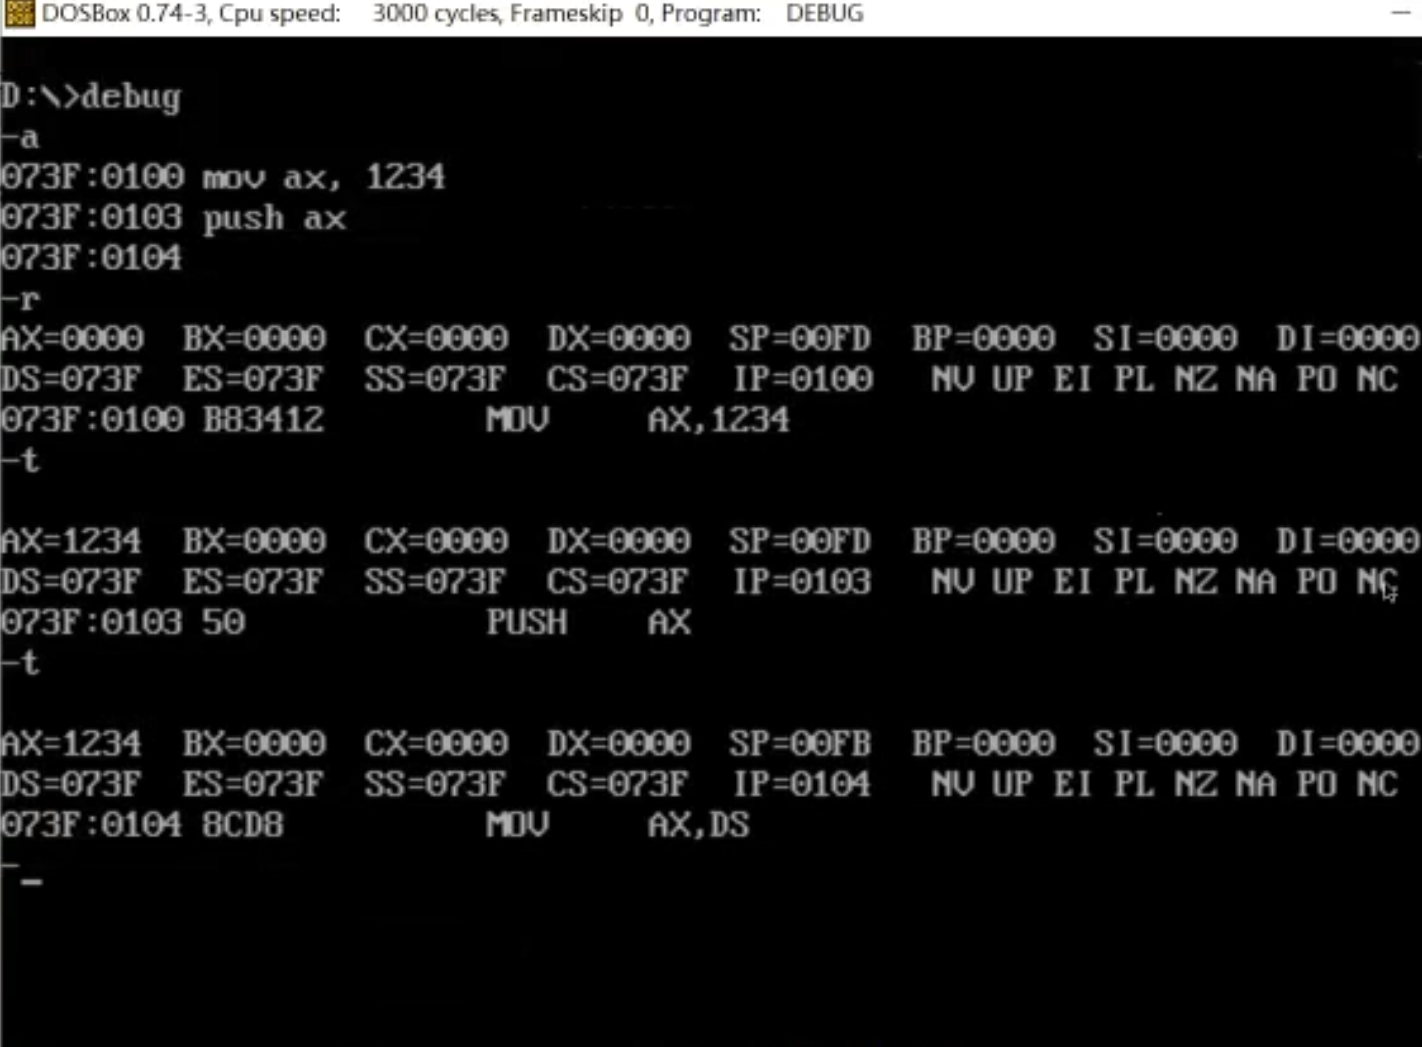 DOSBox 0.74-3, Cpu speed: 3000 cycles, Frameskip 0, Program: DEBUG
D:\>debug
-a
073F:0100 mov ax, 1234
073F:0103 push ax
073F:0104
-r
AX=0000 BX=0000 CX=0000 DX=0000 SP=00FD BP=0000 SI=0000 DI=0000
DS=073F ES=073F SS=073F CS=073F IP=0100 NV UP EI PL NZ NA PO NC
073F:0100 B83412 MOV AX,1234
-t
AX=1234 BX=0000 CX=0000 DX=0000 SP=00FD BP=0000 SI=0000 DI=0000
DS=073F ES=073F SS=073F CS=073F IP=0103 NV UP EI PL NZ NA PO NC
073F:0103 50 PUSH AX
-t
AX=1234 BX=0000 CX=0000 DX=0000 SP=00FB BP=0000 SI=0000 DI=0000
DS=073F ES=073F SS=073F CS=073F IP=0104 NV UP EI PL NZ NA PO NC
073F:0104 8CD8 MOV AX,DS
-_